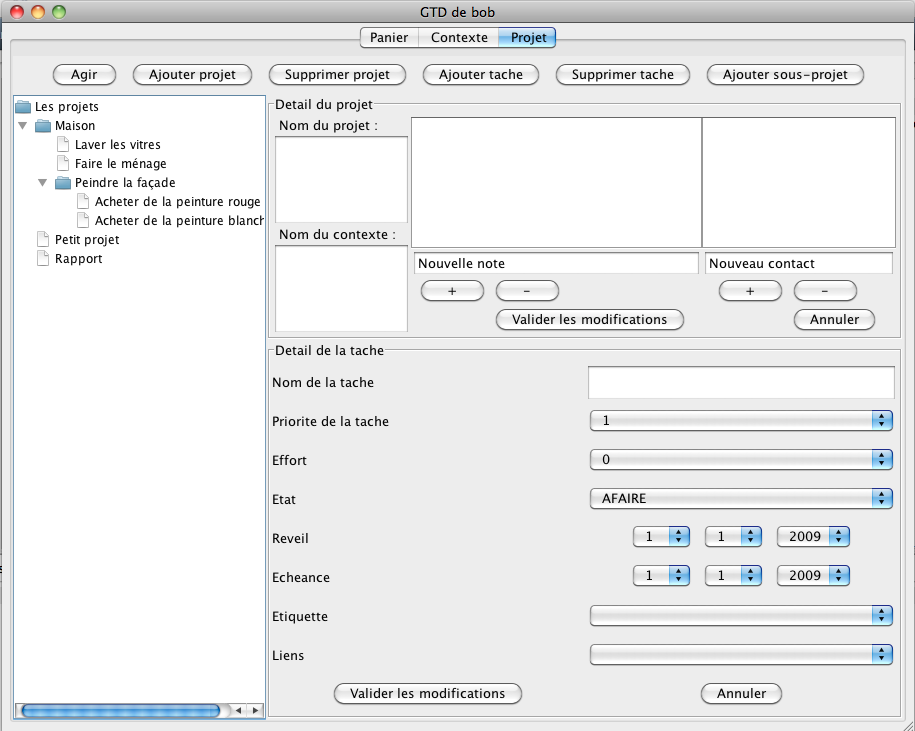 GTD de bob
Panier Contexte Projet
Agir Ajouter projet Supprimer projet Ajouter tache Supprimer tache Ajouter sous-projet
Les projets
Maison
Laver les vitres
Faire le ménage
Peindre la façade
Acheter de la peinture rouge
Acheter de la peinture blanch
Petit projet
Rapport
Detail du projet
Nom du projet :
Nom du contexte :
Nouvelle note Nouveau contact
+ - + -
Valider les modifications Annuler
Detail de la tache
Nom de la tache
Priorite de la tache 1
Effort 0
Etat AFAIRE
Reveil 1 1 2009
Echeance 1 1 2009
Etiquette
Liens
Valider les modifications Annuler